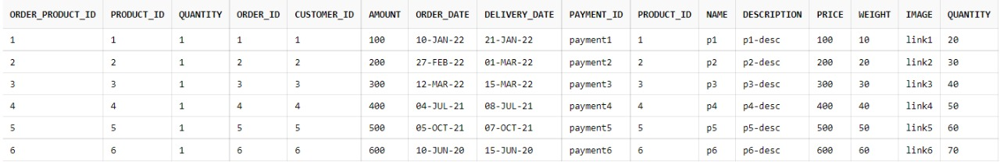 ORDER_PRODUCT_ID PRODUCT_ID QUANTITY ORDER_ID CUSTOMER_ID AMOUNT ORDER_DATE DELIVERY_DATE PAYMENT_ID PRODUCT_ID NAME DESCRIPTION PRICE WEIGHT IMAGE QUANTITY
1 1 1 1 1 100 10-JAN-22 21-JAN-22 payment1 1 p1 p1-desc 100 10 link1 20
2 2 1 2 2 200 27-FEB-22 01-MAR-22 payment2 2 p2 p2-desc 200 20 link2 30
3 3 1 3 3 300 12-MAR-22 15-MAR-22 payment3 3 p3 p3-desc 300 30 link3 40
4 4 1 4 4 400 04-JUL-21 08-JUL-21 payment4 4 p4 p4-desc 400 40 link4 50
5 5 1 5 5 500 05-OCT-21 07-OCT-21 payment5 5 p5 p5-desc 500 50 link5 60
6 6 1 6 6 600 10-JUN-20 15-JUN-20 payment6 6 p6 p6-desc 600 60 link6 70